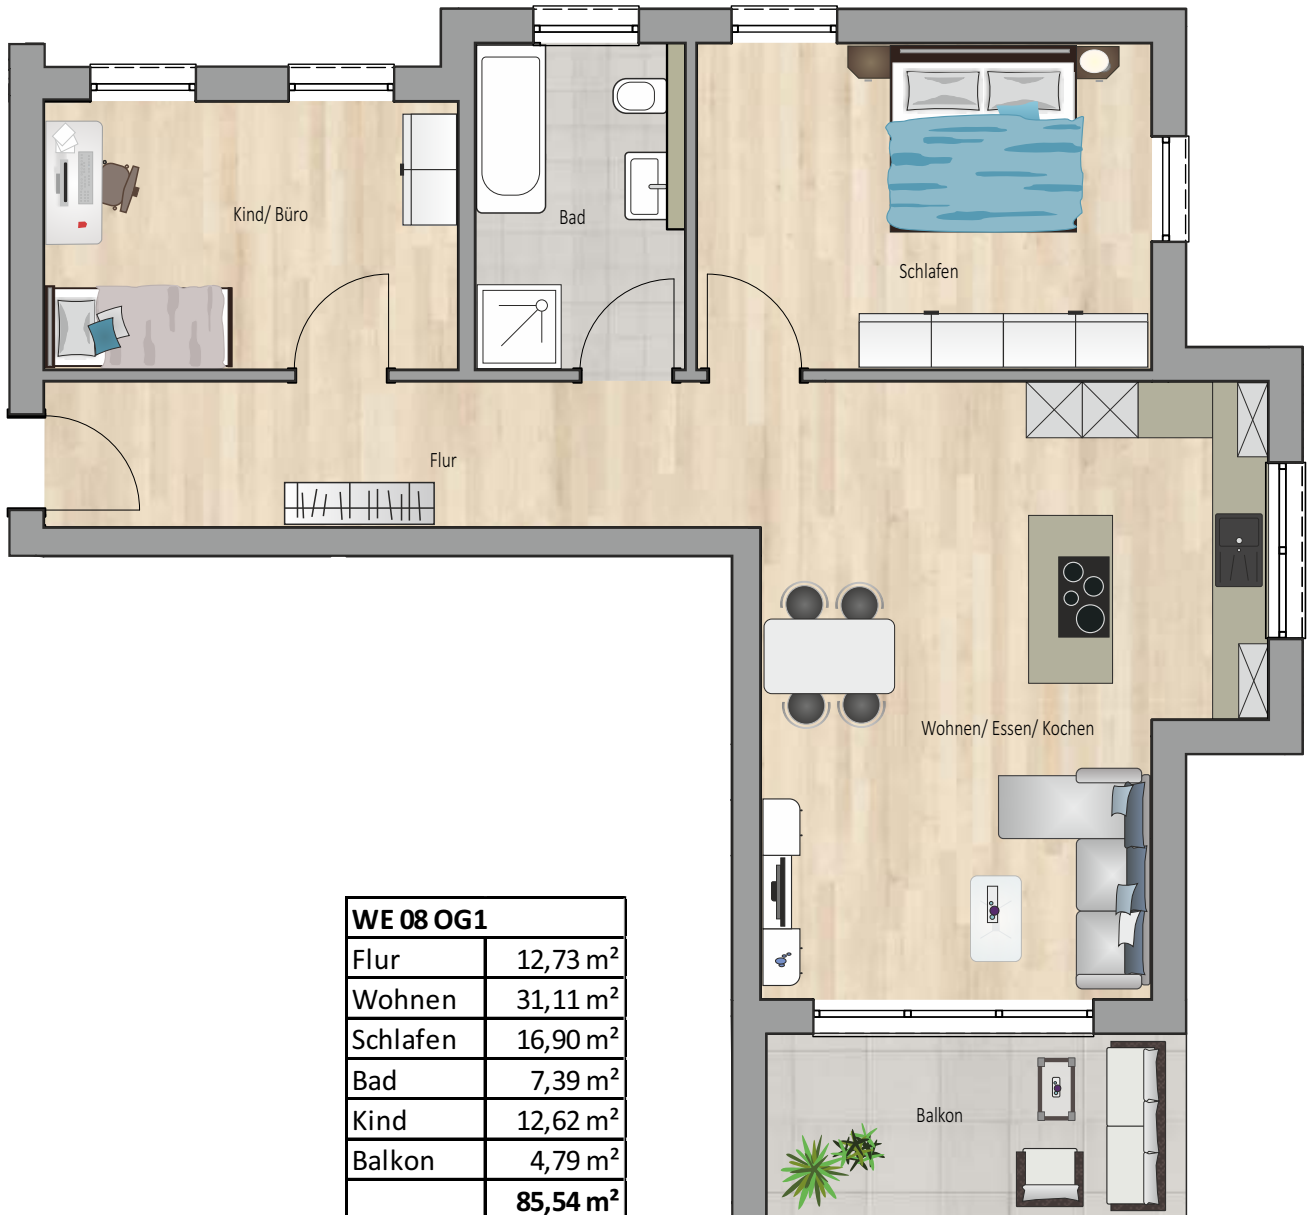 Kind/ Büro
Bad
Schlafen
Flur
Wohnen/ Essen/ Kochen
WE 08 OG1
Flur 12,73 m²
Wohnen 31,11 m²
Schlafen 16,90 m²
Bad 7,39 m²
Kind 12,62 m²
Balkon 4,79 m²
85,54 m²
Balkon